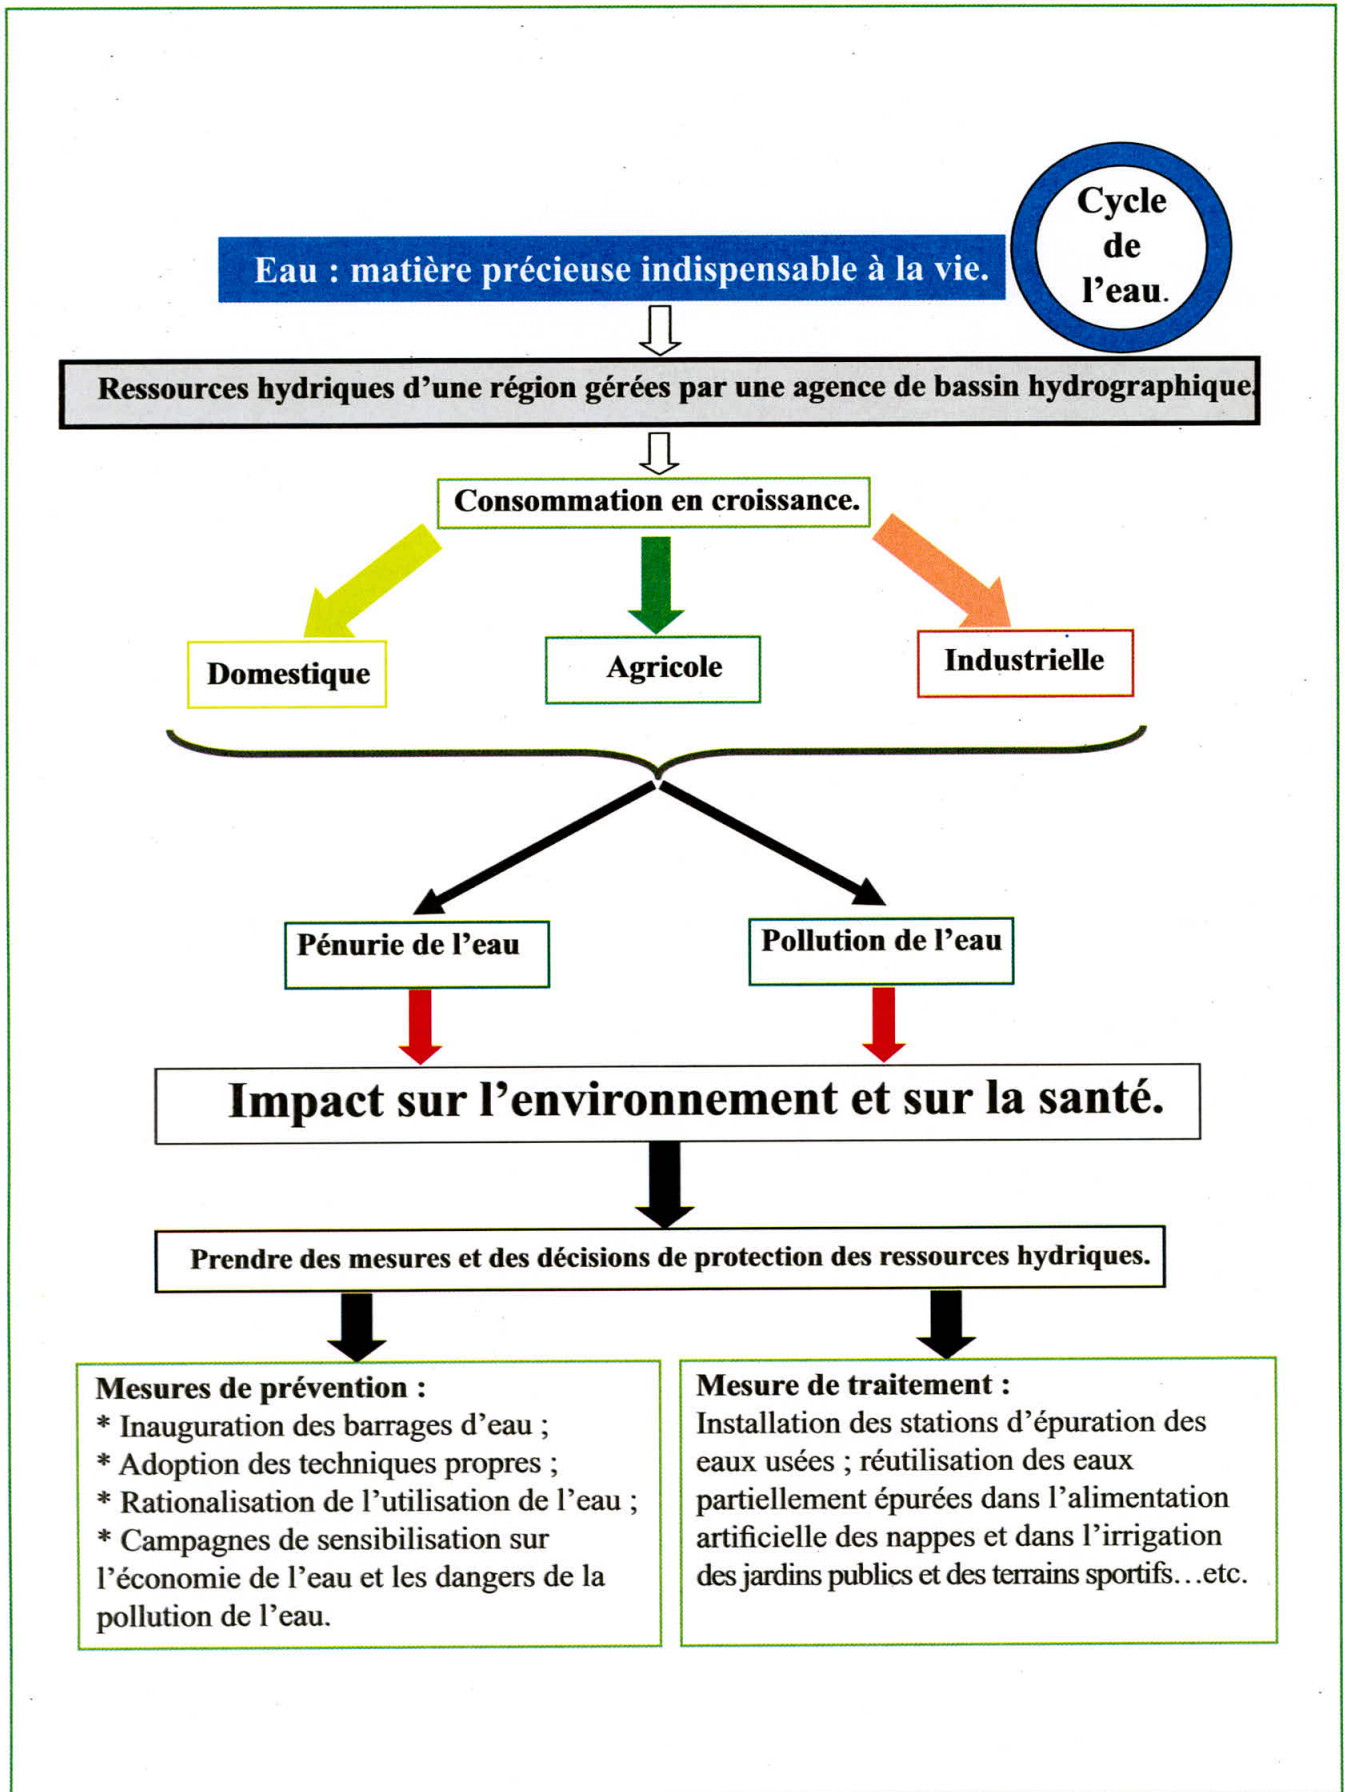 Cycle
de
l’eau.
Eau : matière précieuse indispensable à la vie.
Ressources hydriques d’une région gérées par une agence de bassin hydrographique.
Consommation en croissance.
Domestique
Agricole
Industrielle
Pénurie de l’eau
Pollution de l’eau
Impact sur l’environnement et sur la santé.
Prendre des mesures et des décisions de protection des ressources hydriques.
Mesures de prévention :
* Inauguration des barrages d’eau ;
* Adoption des techniques propres ;
* Rationalisation de l’utilisation de l’eau ;
* Campagnes de sensibilisation sur
l’économie de l’eau et les dangers de la
pollution de l’eau.
Mesure de traitement :
Installation des stations d’épuration des
eaux usées ; réutilisation des eaux
partiellement épurées dans l’alimentation
artificielle des nappes et dans l’irrigation
des jardins publics et des terrains sportifs…etc.